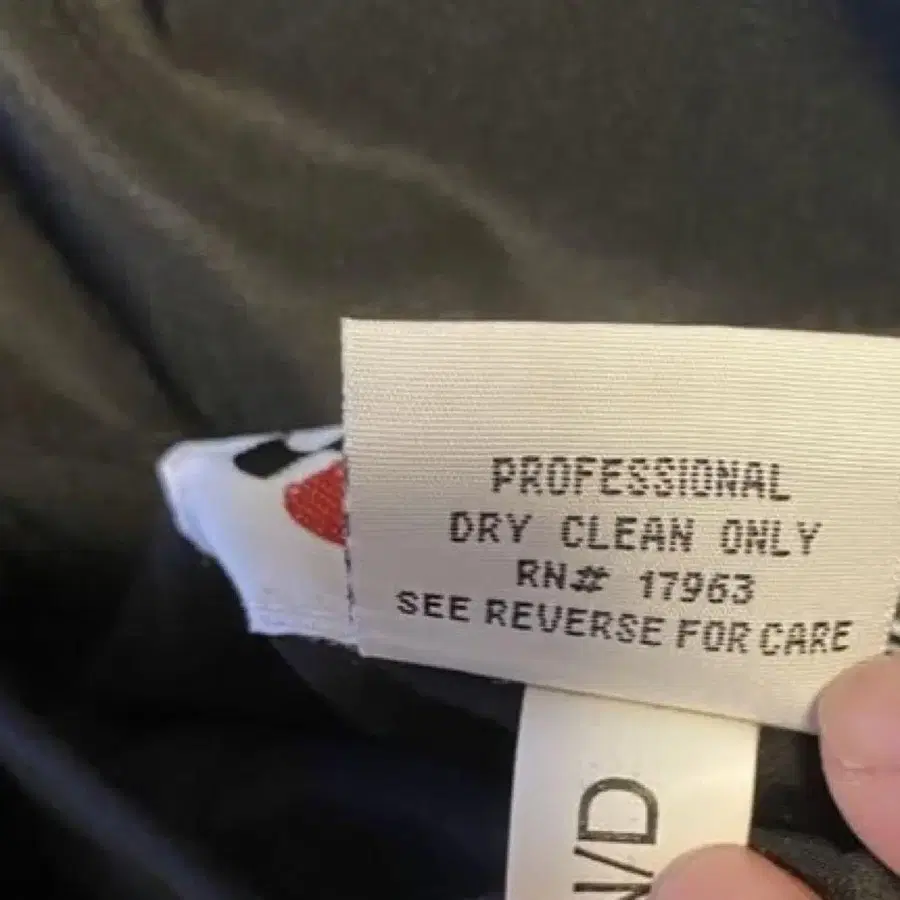 PROFESSIONAL
DRY CLEAN ONLY
RN# 17963
SEE REVERSE FOR CARE
/D